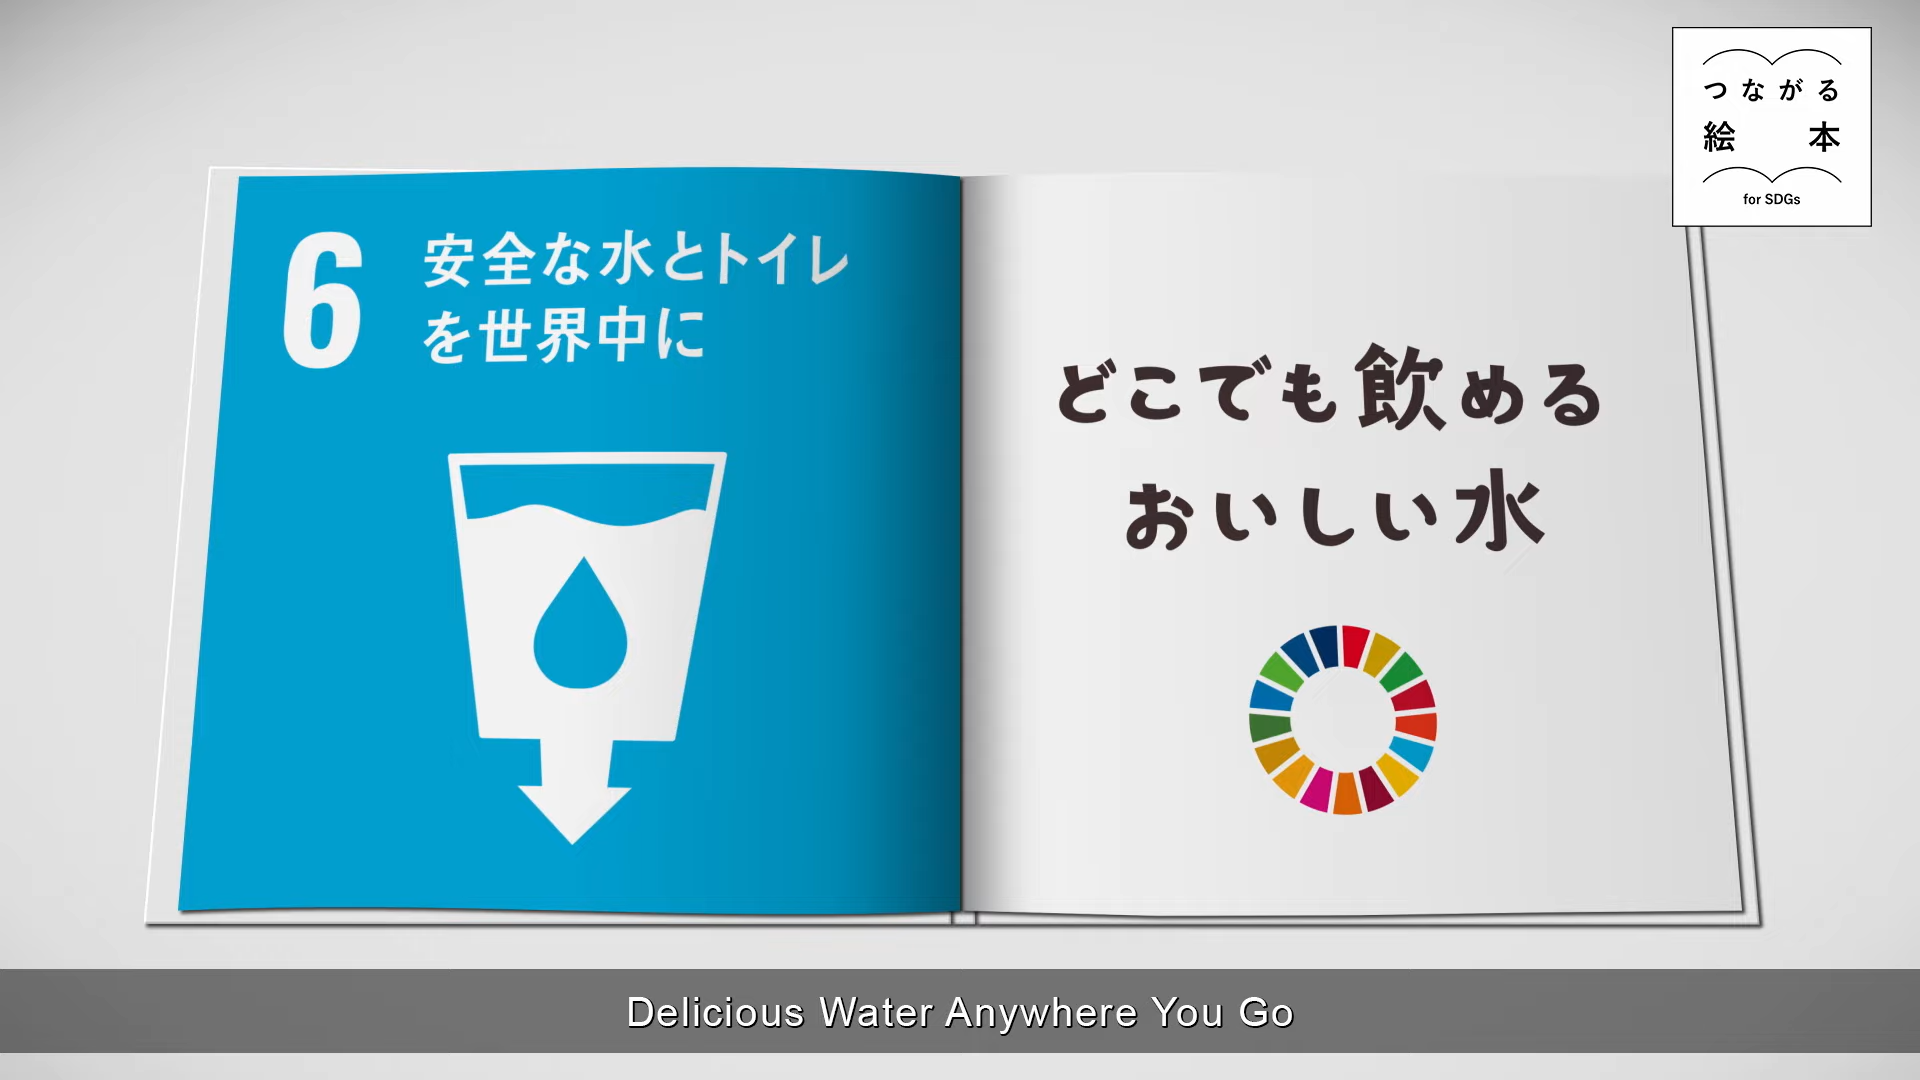 つながる
絵本
for SDGs
6
安全な水とトイレ
を世界中に
どこでも飲める
おいしい水
Delicious Water Anywhere You Go